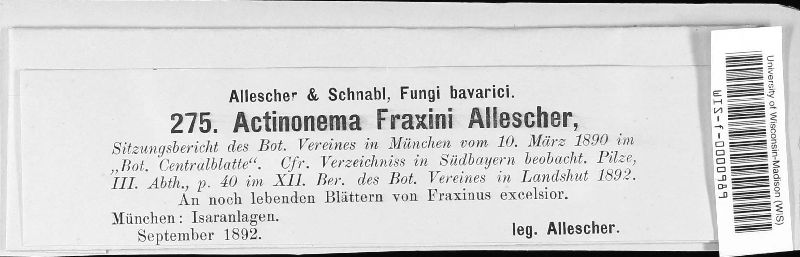 Allescher & Schnabl, Fungi bavarici.
275. Actinonema Fraxini Allescher,
Sitzungsbericht des Bot. Vereines in München vom 10. März 1890 im
„Bot. Centralblatte“. Cfr. Verzeichniss in Südbayern beobacht. Pilze,
III. Abth., p. 40 im XII. Ber. des Bot. Vereines in Landshut 1892.
An noch lebenden Blättern von Fraxinus excelsior.
München: Isaranlagen.
September 1892.
leg. Allescher.
University of Wisconsin-Madison (WIS)
WIS-f-0000989